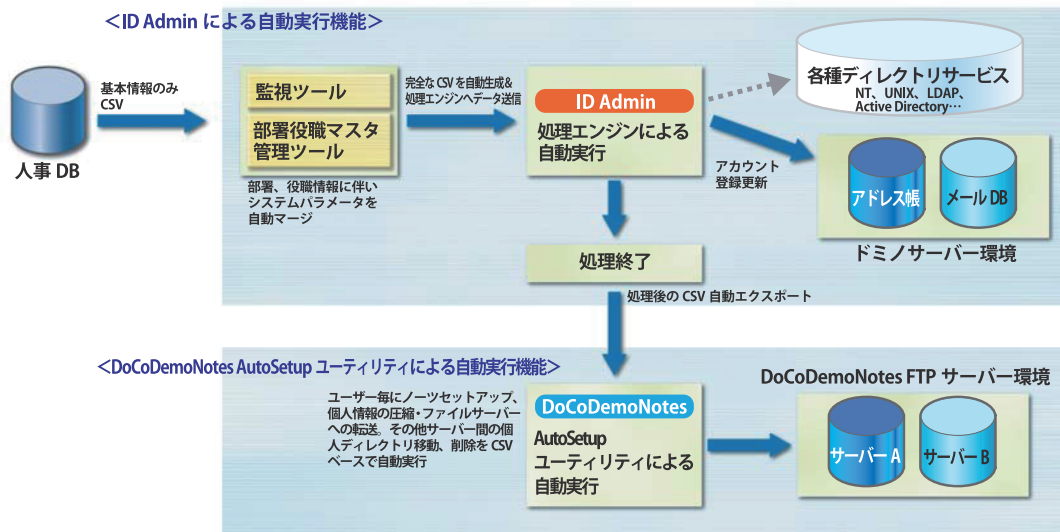 ＜ID Admin による自動実行機能＞
基本情報のみ
CSV
人事 DB
監視ツール
部署役職マスタ
管理ツール
部署、役職情報に伴い
システムパラメータを
自動マージ
完全な CSV を自動生成＆
処理エンジンへデータ送信
ID Admin
処理エンジンによる
自動実行
各種ディレクトリサービス
NT、UNIX、LDAP、
Active Directory…
アカウント
登録更新
アドレス帳
メール DB
ドミノサーバー環境
処理終了
処理後の CSV 自動エクスポート
＜DoCoDemoNotes AutoSetup ユーティリティによる自動実行機能＞
ユーザー毎にノーツセットアップ、
個人情報の圧縮・ファイルサーバー
への転送。その他サーバー間の個
人ディレクトリ移動、削除を CSV
ベースで自動実行
DoCoDemoNotes
AutoSetup
ユーティリティによる
自動実行
DoCoDemoNotes FTP サーバー環境
サーバー A
サーバー B